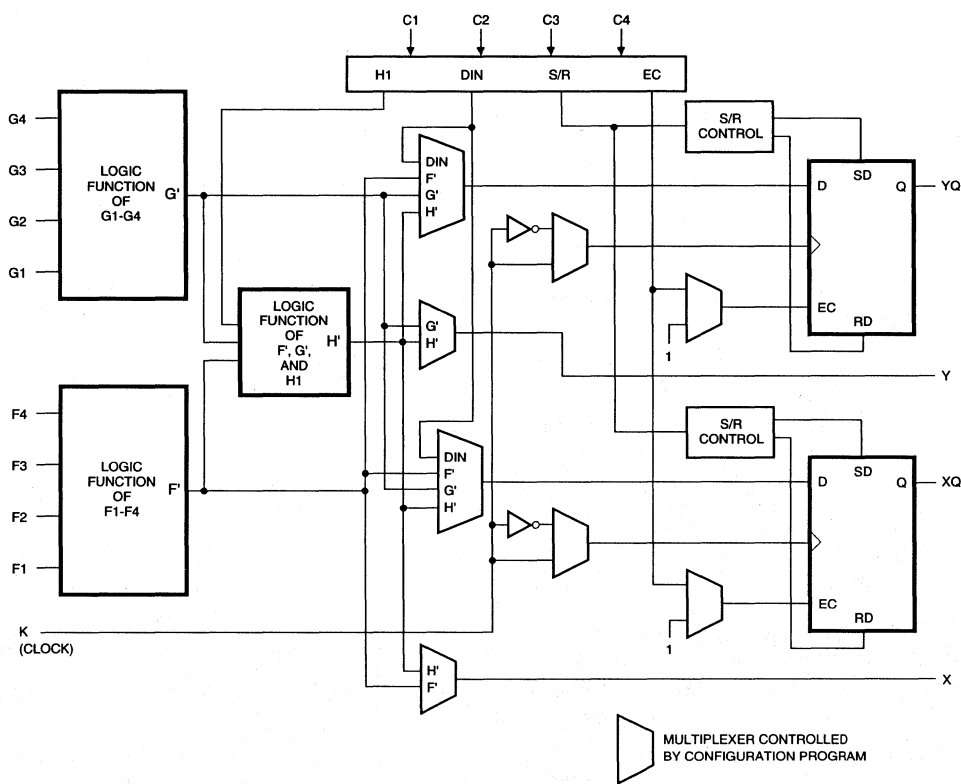 C1 C2 C3 C4
H1 DIN S/R EC
G4
G3
G2
G1
LOGIC
FUNCTION
OF
G1-G4
G'
DIN
F'
G'
H'
S/R
CONTROL
D
SD
Q
EC
RD
YQ
1
LOGIC
FUNCTION
OF
F', G',
AND
H1
H'
G'
H'
Y
F4
F3
F2
F1
LOGIC
FUNCTION
OF
F1-F4
F'
DIN
F'
G'
H'
S/R
CONTROL
D
SD
Q
EC
RD
XQ
1
K
(CLOCK)
H'
F'
X
MULTIPLEXER CONTROLLED
BY CONFIGURATION PROGRAM